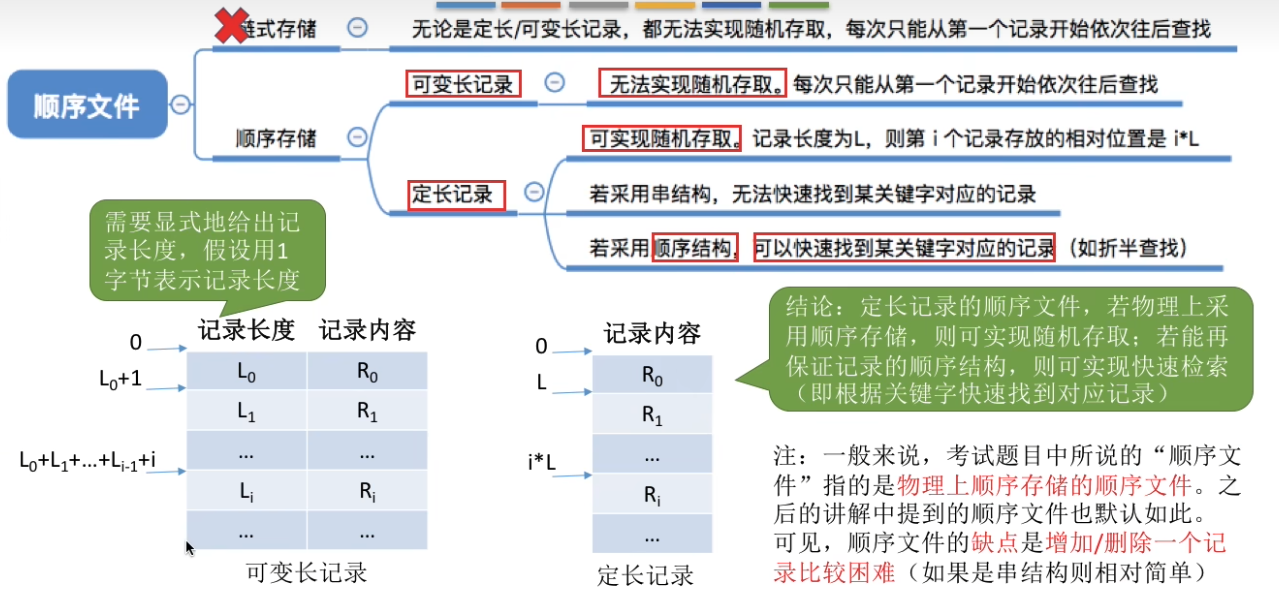 链式存储
无论是定长/可变长记录，都无法实现随机存取，每次只能从第一个记录开始依次往后查找
可变长记录
无法实现随机存取。每次只能从第一个记录开始依次往后查找
顺序文件
顺序存储
可实现随机存取。记录长度为L，则第 i 个记录存放的相对位置是 i*L
定长记录
若采用串结构，无法快速找到某关键字对应的记录
若采用顺序结构，可以快速找到某关键字对应的记录（如折半查找）
需要显式地给出记
录长度，假设用1
字节表示记录长度
结论：定长记录的顺序文件，若物理上采
用顺序存储，则可实现随机存取；若能再
保证记录的顺序结构，则可实现快速检索
（即根据关键字快速找到对应记录）
记录长度 记录内容
0
L₀ R₀
L₀+1
L₁ R₁
... ...
L₀+L₁+...+Lᵢ₋₁+i
Lᵢ Rᵢ
... ...
可变长记录
记录内容
0
R₀
L
R₁
...
i*L
Rᵢ
...
定长记录
注：一般来说，考试题目中所说的“顺序文
件”指的是物理上顺序存储的顺序文件。之
后的讲解中提到的顺序文件也默认如此。
可见，顺序文件的缺点是增加/删除一个记
录比较困难（如果是串结构则相对简单）